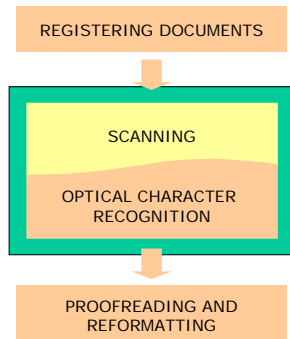 REGISTERING DOCUMENTS
SCANNING
OPTICAL CHARACTER
RECOGNITION
PROOFREADING AND
REFORMATTING